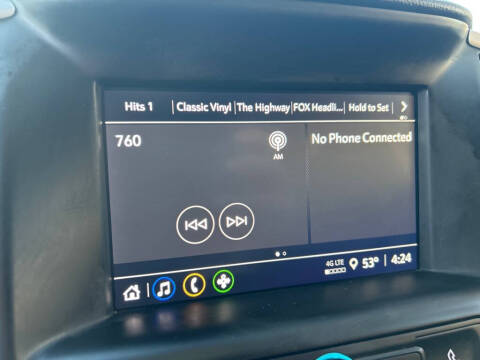 Hits 1 Classic Vinyl The Highway FOX Headli... Hold to Set
760 No Phone Connected
AM
4G LTE 53° 4:24